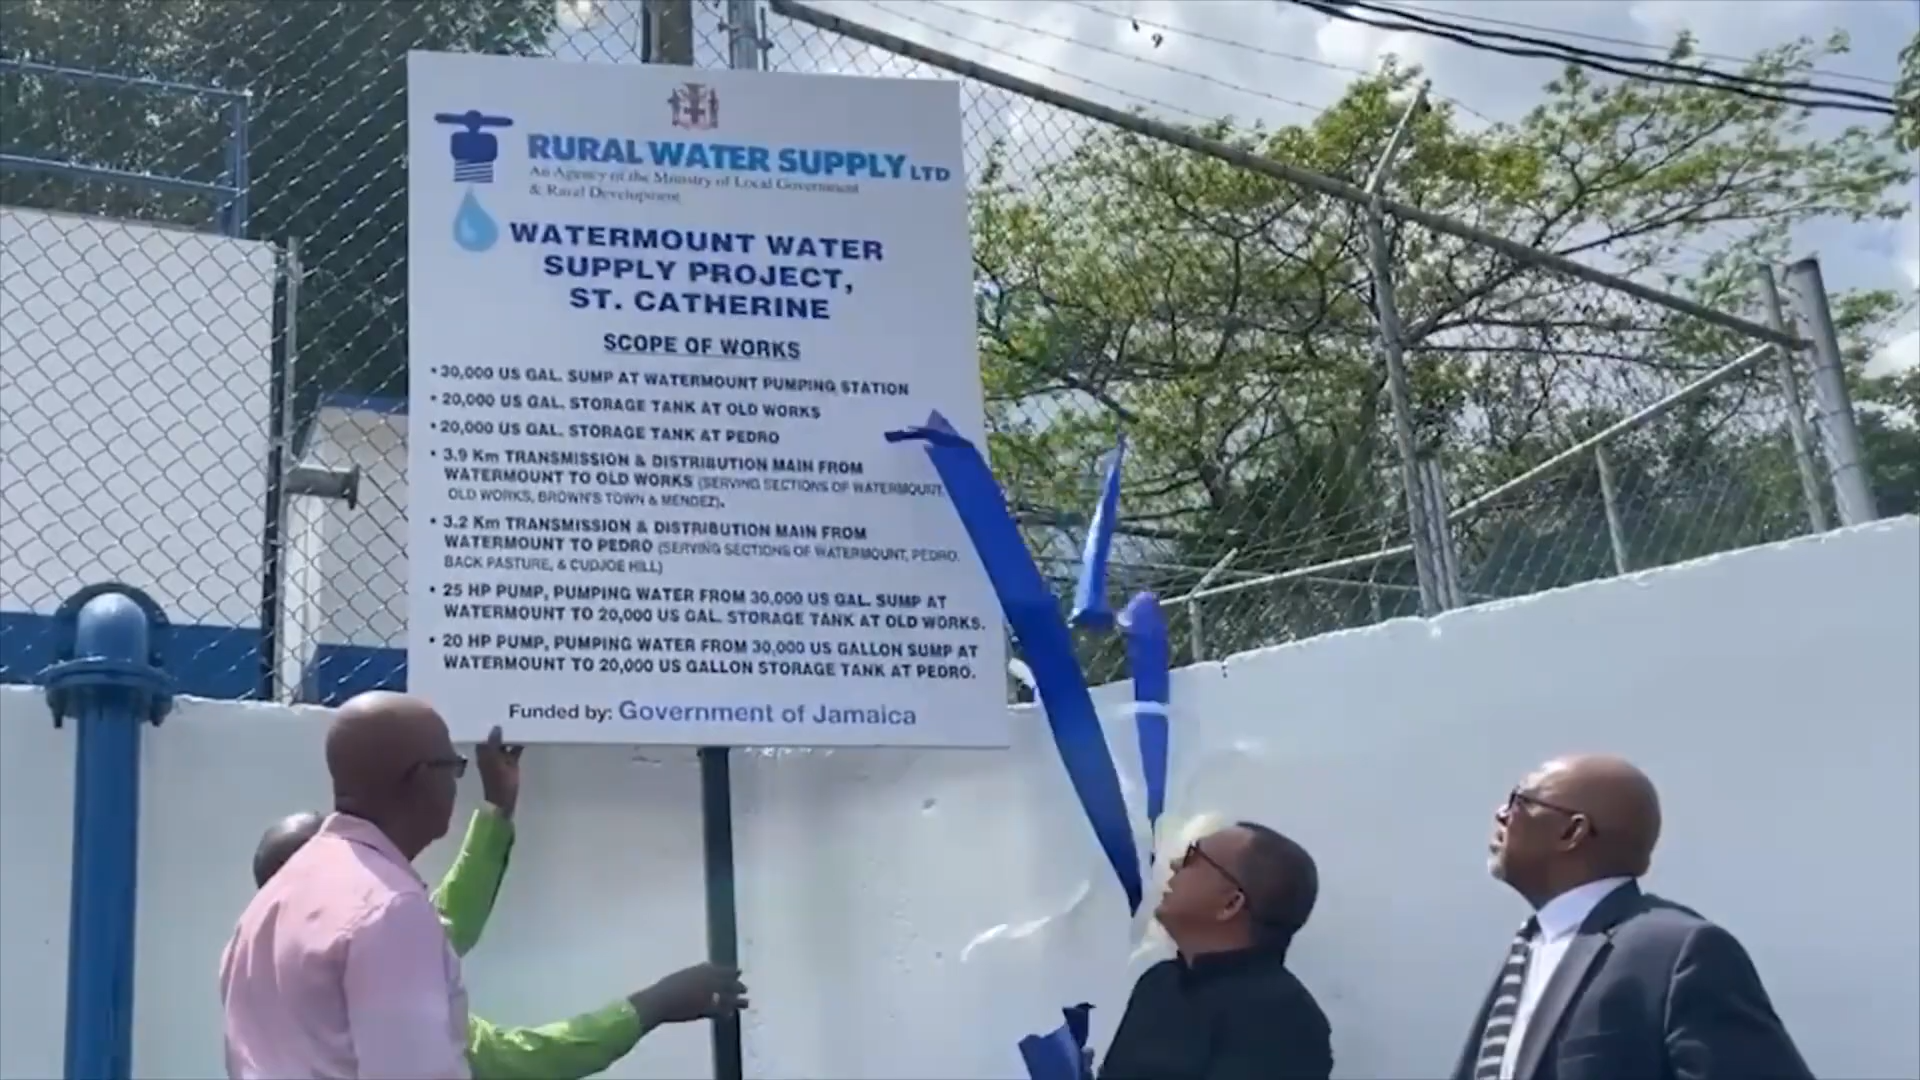 RURAL WATER SUPPLY LTD
An Agency of the Ministry of Local Government
& Rural Development
WATERMOUNT WATER
SUPPLY PROJECT,
ST. CATHERINE
SCOPE OF WORKS
• 30,000 US GAL. SUMP AT WATERMOUNT PUMPING STATION
• 20,000 US GAL. STORAGE TANK AT OLD WORKS
• 20,000 US GAL. STORAGE TANK AT PEDRO
• 3.9 Km TRANSMISSION & DISTRIBUTION MAIN FROM
WATERMOUNT TO OLD WORKS (SERVING SECTIONS OF WATERMOUNT,
OLD WORKS, BROWN'S TOWN & MENDEZ).
• 3.2 Km TRANSMISSION & DISTRIBUTION MAIN FROM
WATERMOUNT TO PEDRO (SERVING SECTIONS OF WATERMOUNT, PEDRO,
BACK PASTURE, & CUDJOE HILL)
• 25 HP PUMP, PUMPING WATER FROM 30,000 US GAL. SUMP AT
WATERMOUNT TO 20,000 US GAL. STORAGE TANK AT OLD WORKS.
• 20 HP PUMP, PUMPING WATER FROM 30,000 US GALLON SUMP AT
WATERMOUNT TO 20,000 US GALLON STORAGE TANK AT PEDRO.
Funded by: Government of Jamaica